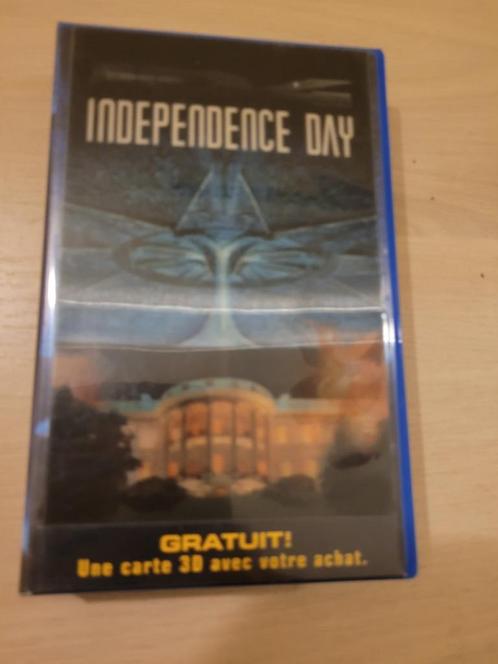 INDEPENDENCE DAY
GRATUIT!
Une carte 3D avec votre achat.